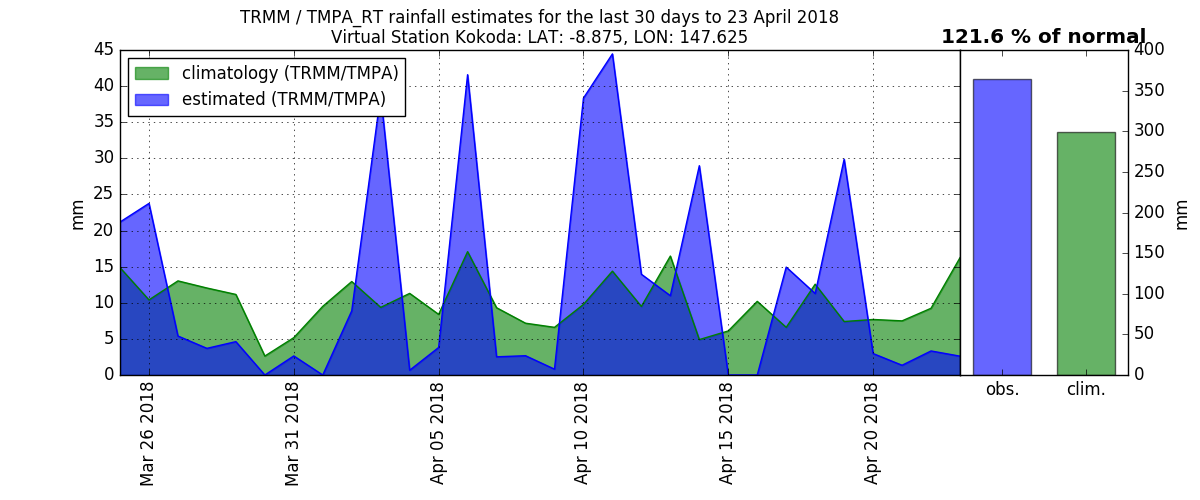 TRMM / TMPA_RT rainfall estimates for the last 30 days to 23 April 2018
Virtual Station Kokoda: LAT: -8.875, LON: 147.625
121.6 % of normal
climatology (TRMM/TMPA)
estimated (TRMM/TMPA)
45
40
35
30
25
20
15
10
5
0
mm
Mar 26 2018
Mar 31 2018
Apr 05 2018
Apr 10 2018
Apr 15 2018
Apr 20 2018
obs.
clim.
400
350
300
250
200
150
100
50
0
mm